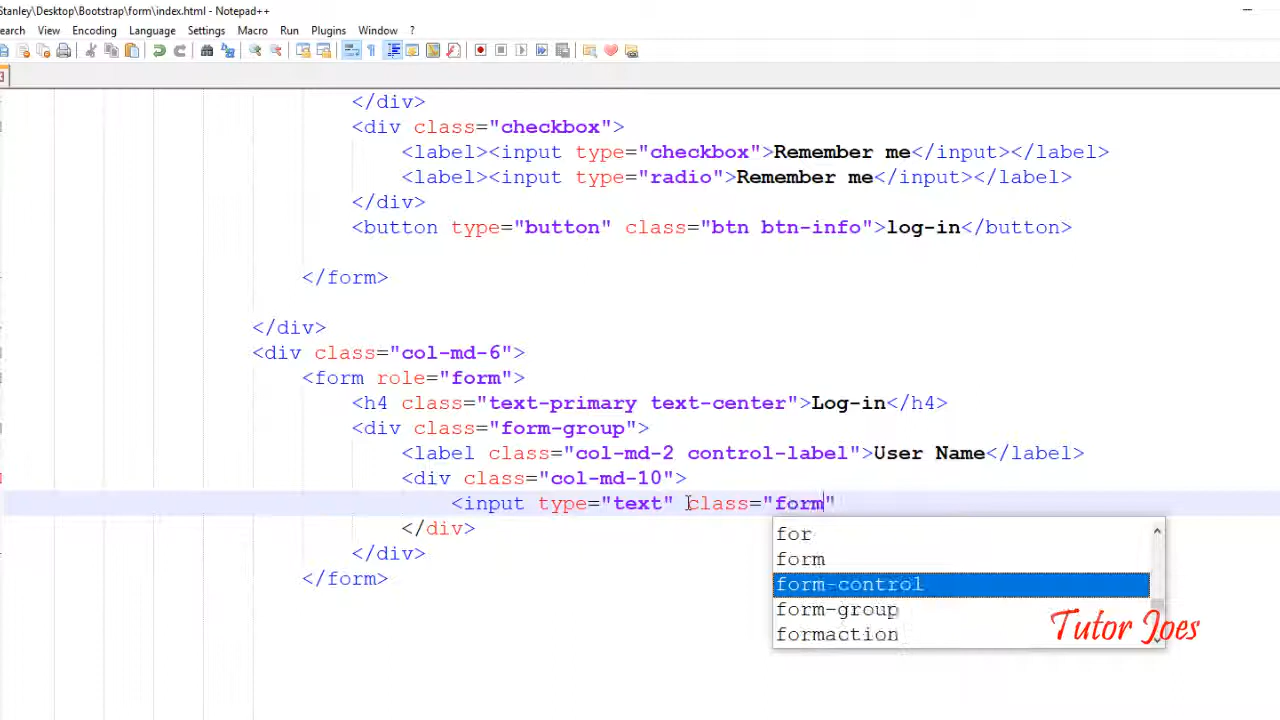 Stanley\Desktop\Bootstrap\form\index.html - Notepad++
earch View Encoding Language Settings Macro Run Plugins Window ?
</div>
<div class="checkbox">
<label><input type="checkbox">Remember me</input></label>
<label><input type="radio">Remember me</input></label>
</div>
<button type="button" class="btn btn-info">log-in</button>
</form>
</div>
<div class="col-md-6">
<form role="form">
<h4 class="text-primary text-center">Log-in</h4>
<div class="form-group">
<label class="col-md-2 control-label">User Name</label>
<div class="col-md-10">
<input type="text" class="form"
</div>
</div>
</form>
for
form
form-control
form-group
formaction
Tutor Joes